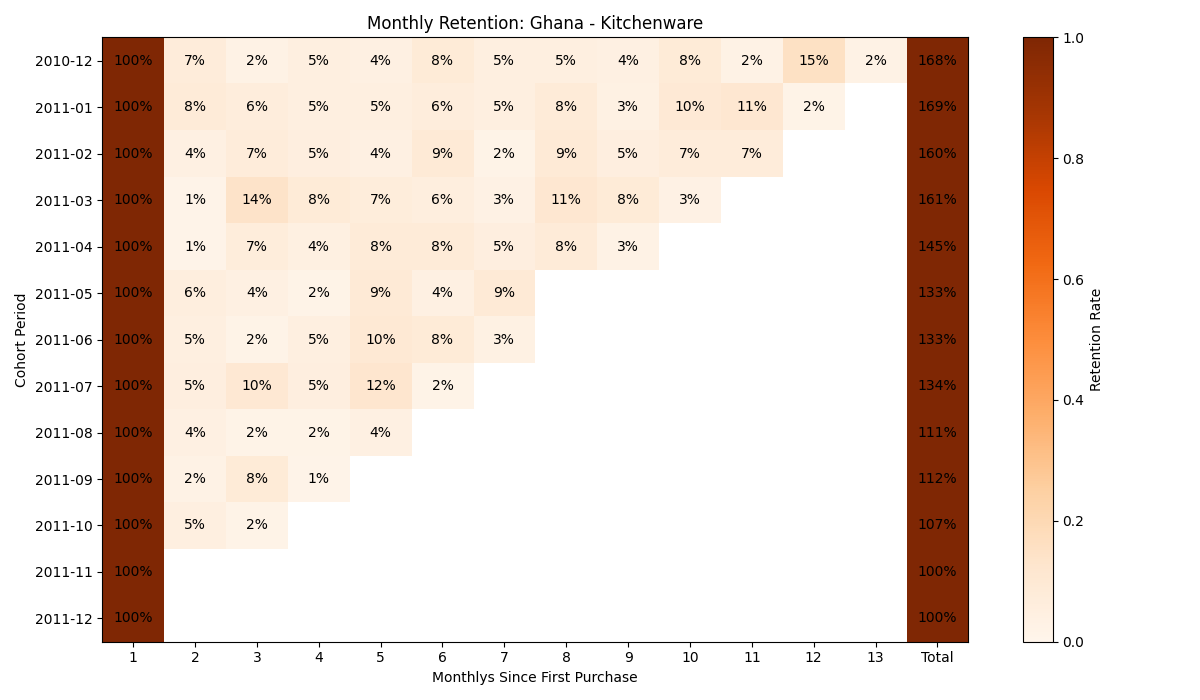 Monthly Retention: Ghana - Kitchenware
2010-12 100% 7% 2% 5% 4% 8% 5% 5% 4% 8% 2% 15% 2% 168%
2011-01 100% 8% 6% 5% 5% 6% 5% 8% 3% 10% 11% 2% 169%
2011-02 100% 4% 7% 5% 4% 9% 2% 9% 5% 7% 7% 160%
2011-03 100% 1% 14% 8% 7% 6% 3% 11% 8% 3% 161%
2011-04 100% 1% 7% 4% 8% 8% 5% 8% 3% 145%
2011-05 100% 6% 4% 2% 9% 4% 9% 133%
2011-06 100% 5% 2% 5% 10% 8% 3% 133%
2011-07 100% 5% 10% 5% 12% 2% 134%
2011-08 100% 4% 2% 2% 4% 111%
2011-09 100% 2% 8% 1% 112%
2011-10 100% 5% 2% 107%
2011-11 100% 100%
2011-12 100% 100%
1 2 3 4 5 6 7 8 9 10 11 12 13 Total
Monthlys Since First Purchase
Cohort Period
1.0
0.8
0.6
0.4
0.2
0.0
Retention Rate